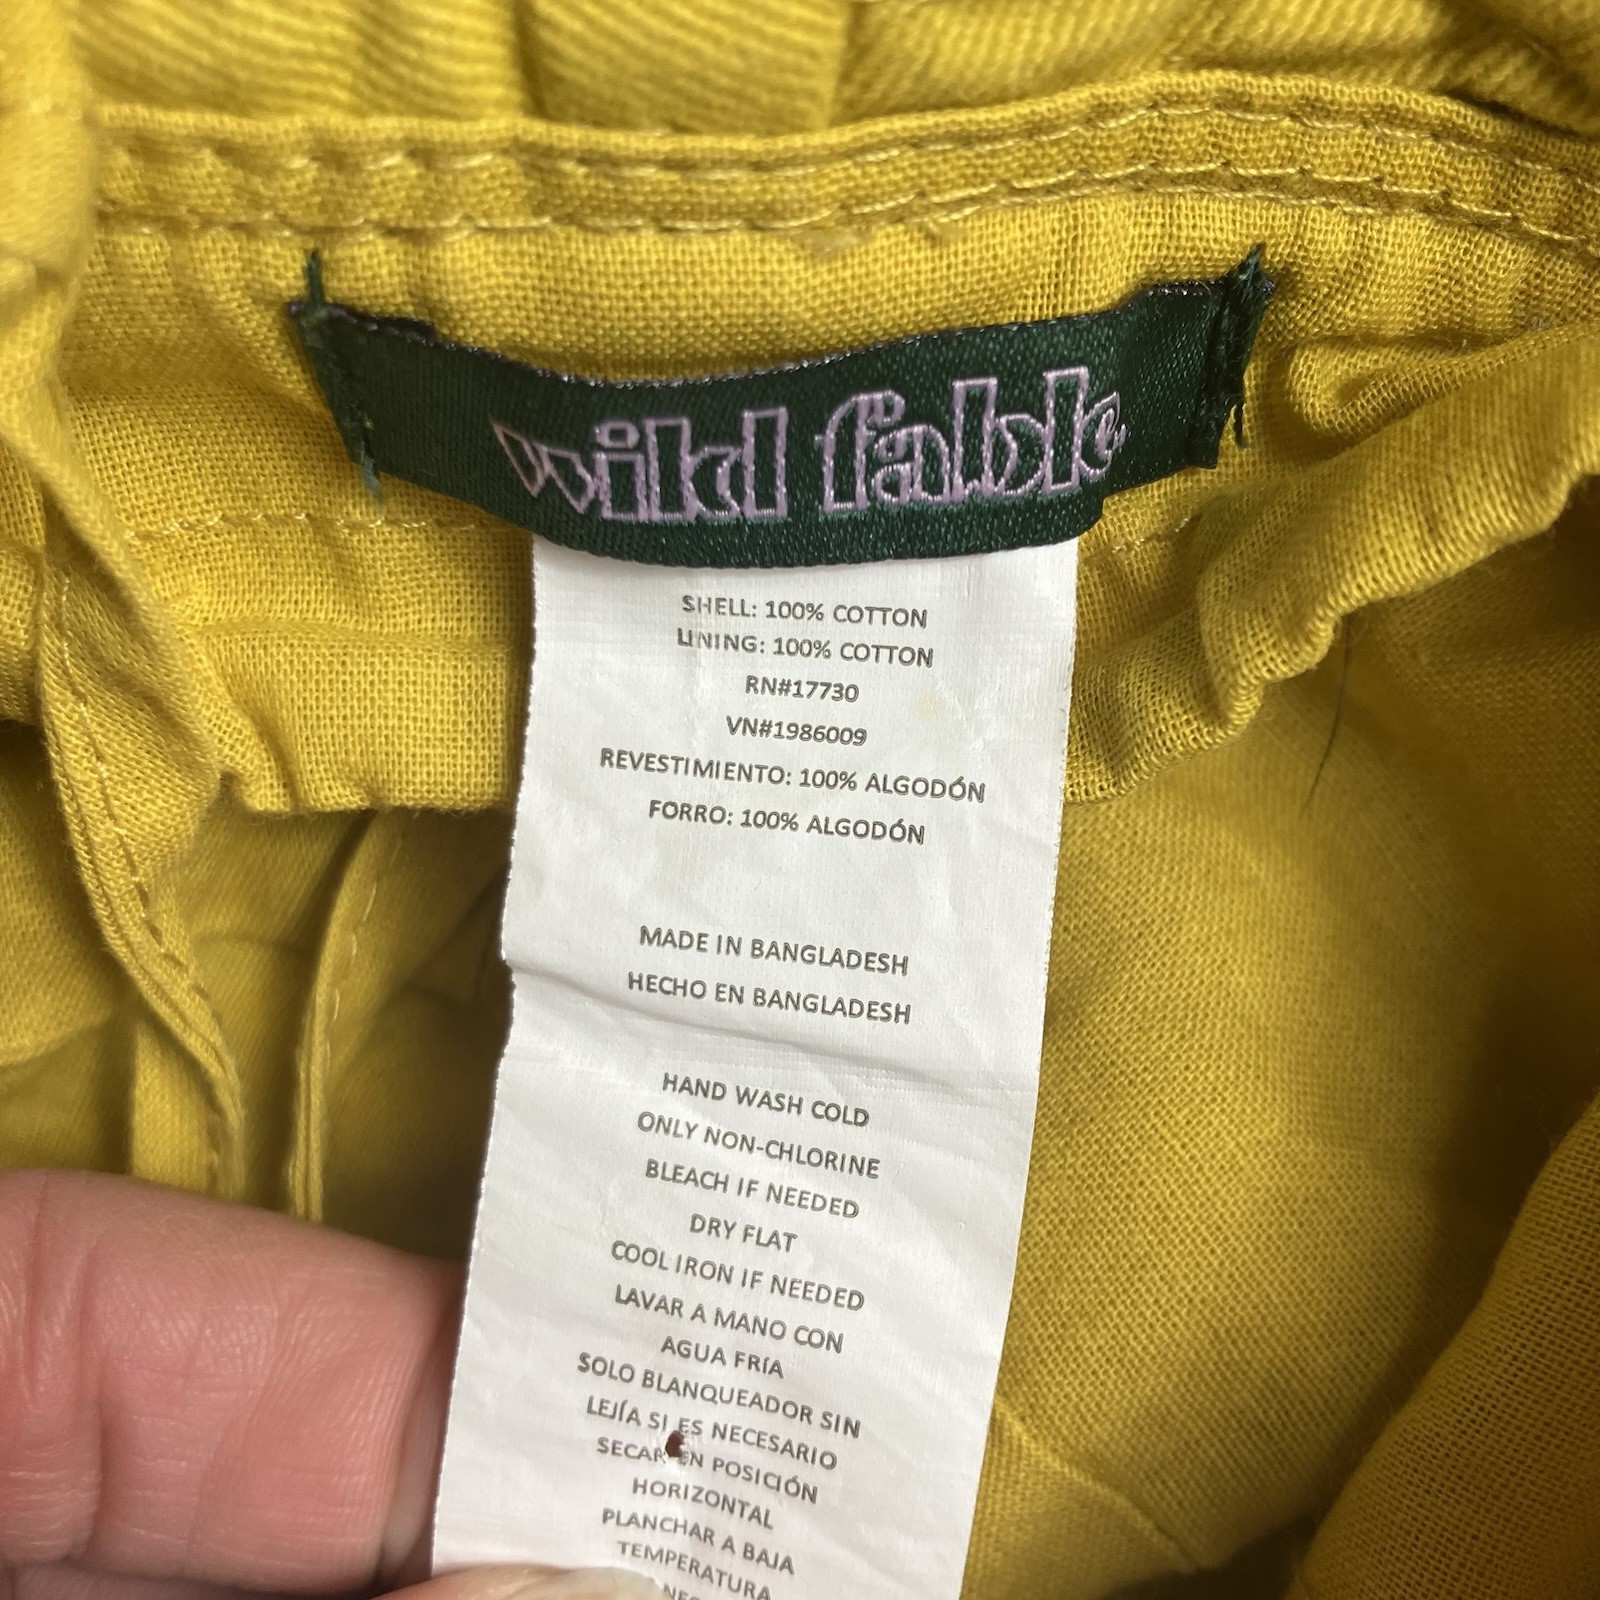 wild fable
SHELL: 100% COTTON
LINING: 100% COTTON
RN#17730
VN#1986009
REVESTIMIENTO: 100% ALGODÓN
FORRO: 100% ALGODÓN
MADE IN BANGLADESH
HECHO EN BANGLADESH
HAND WASH COLD
ONLY NON-CHLORINE
BLEACH IF NEEDED
DRY FLAT
COOL IRON IF NEEDED
LAVAR A MANO CON
AGUA FRÍA
SOLO BLANQUEADOR SIN
LEJÍA SI ES NECESARIO
SECAR EN POSICIÓN
HORIZONTAL
PLANCHAR A BAJA
TEMPERATURA